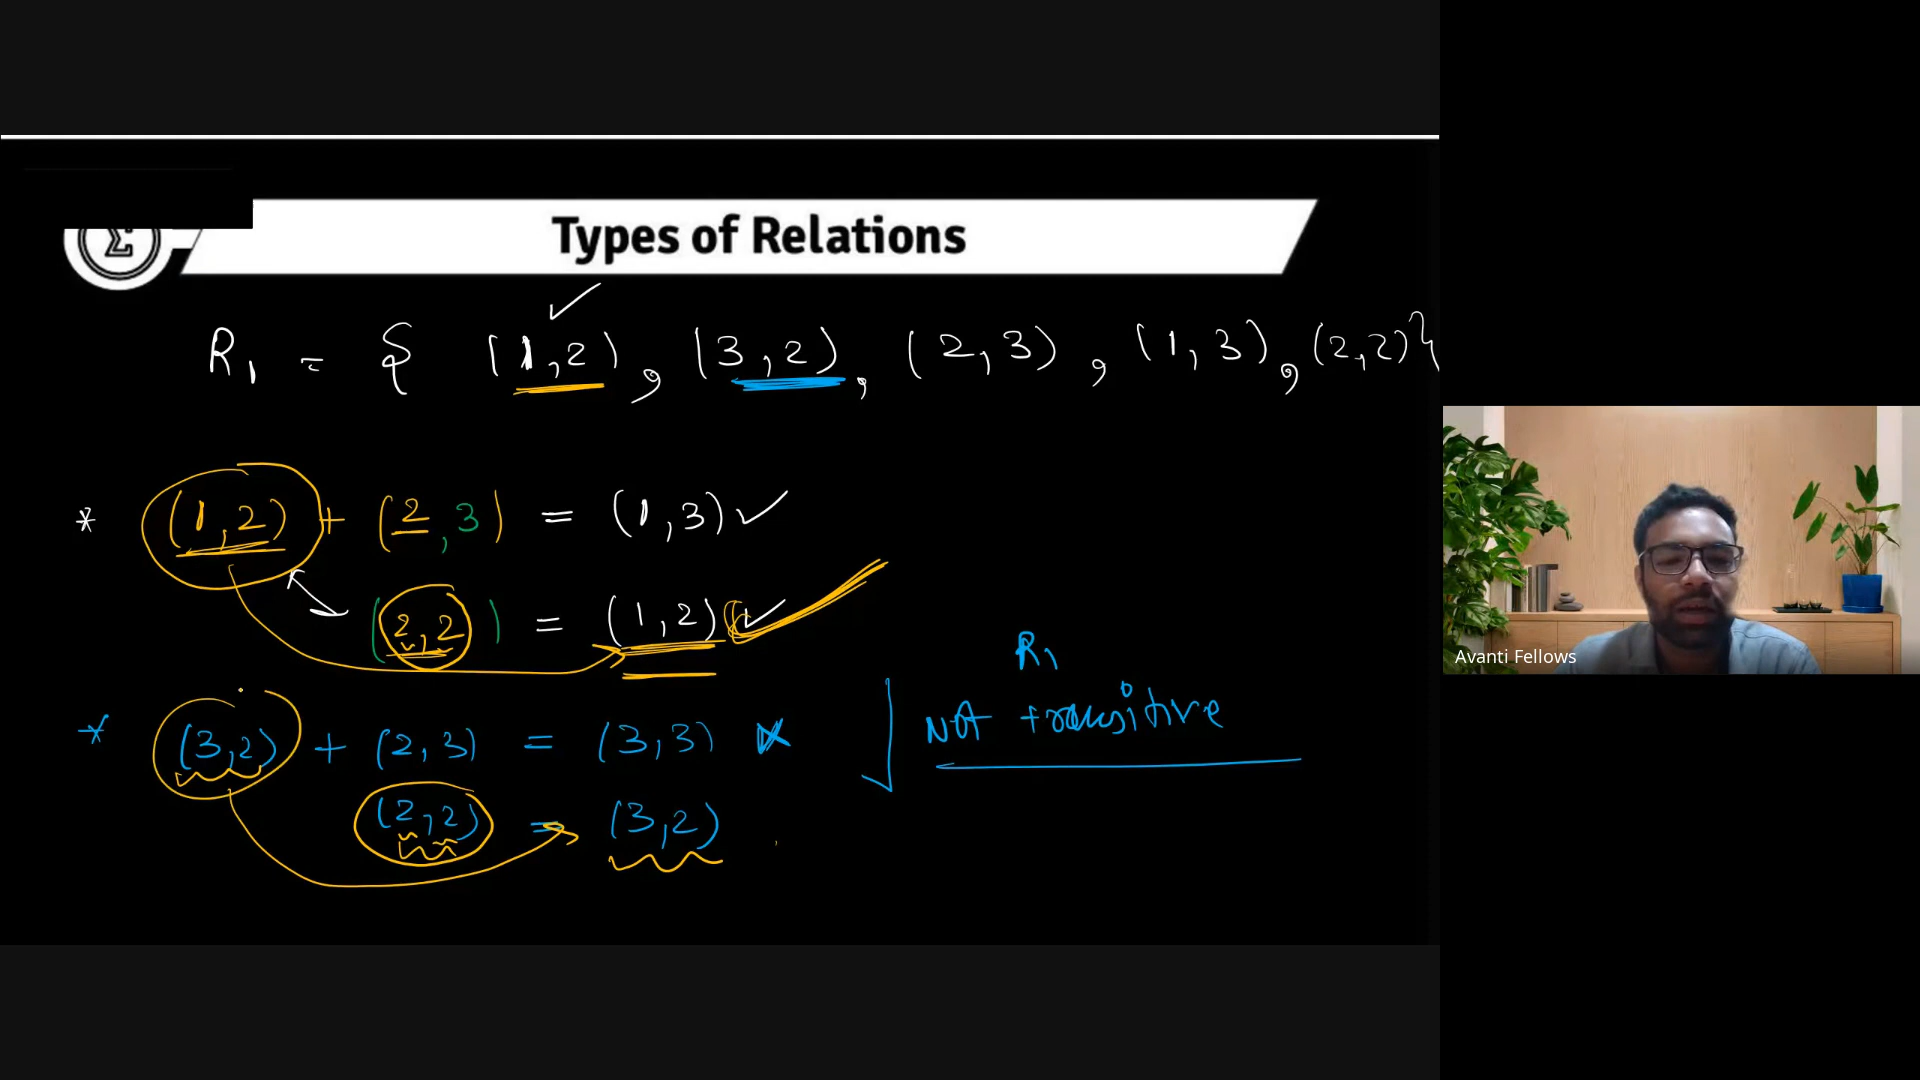 Σ
Types of Relations
R₁ = { (1,2), (3,2), (2,3), (1,3), (2,2)}
* (1,2) + (2,3) = (1,3) ✓
(2,2) = (1,2) ✓
R₁
* (3,2) + (2,3) = (3,3) ×
Not transitive
(2,2) = (3,2)
Avanti Fellows